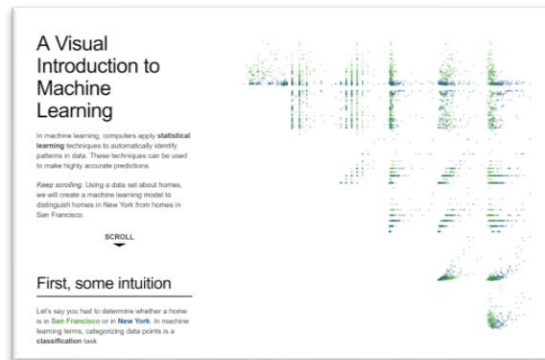 A Visual
Introduction to
Machine
Learning
In machine learning, computers apply statistical
learning techniques to automatically identify
patterns in data. These techniques can be used
to make highly accurate predictions.
Keep scrolling. Using a data set about homes,
we will create a machine learning model to
distinguish homes in New York from homes in
San Francisco.
SCROLL
First, some intuition
Let's say you had to determine whether a home
is in San Francisco or in New York. In machine
learning terms, categorizing data points is a
classification task.